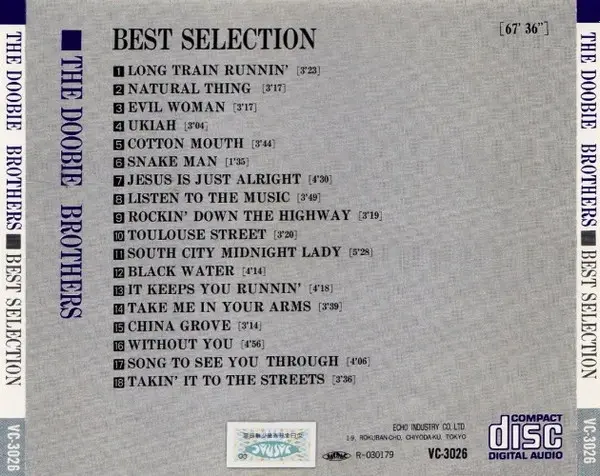 THE DOOBIE BROTHERS ■ BEST SELECTION
VC-3026
■ THE DOOBIE BROTHERS
BEST SELECTION
[67' 36"]
1 LONG TRAIN RUNNIN' [3'23]
2 NATURAL THING [3'17]
3 EVIL WOMAN [3'17]
4 UKIAH [3'04]
5 COTTON MOUTH [3'44]
6 SNAKE MAN [1'35]
7 JESUS IS JUST ALRIGHT [4'30]
8 LISTEN TO THE MUSIC [3'49]
9 ROCKIN' DOWN THE HIGHWAY [3'19]
10 TOULOUSE STREET [3'20]
11 SOUTH CITY MIDNIGHT LADY [5'28]
12 BLACK WATER [4'14]
13 IT KEEPS YOU RUNNIN' [4'18]
14 TAKE ME IN YOUR ARMS [3'39]
15 CHINA GROVE [3'14]
16 WITHOUT YOU [4'56]
17 SONG TO SEE YOU THROUGH [4'06]
18 TAKIN' IT TO THE STREETS [3'36]
ECHO INDUSTRY CO. LTD.
1-9, ROKUBAN-CHO, CHIYODA-KU, TOKYO
R-030179 VC-3026
COMPACT
disc
DIGITAL AUDIO
THE DOOBIE BROTHERS ■ BEST SELECTION
VC-3026